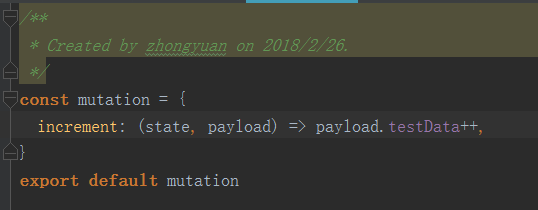 /**
 * Created by zhongyuan on 2018/2/26.
 */
const mutation = {
  increment: (state, payload) => payload.testData++,
}
export default mutation